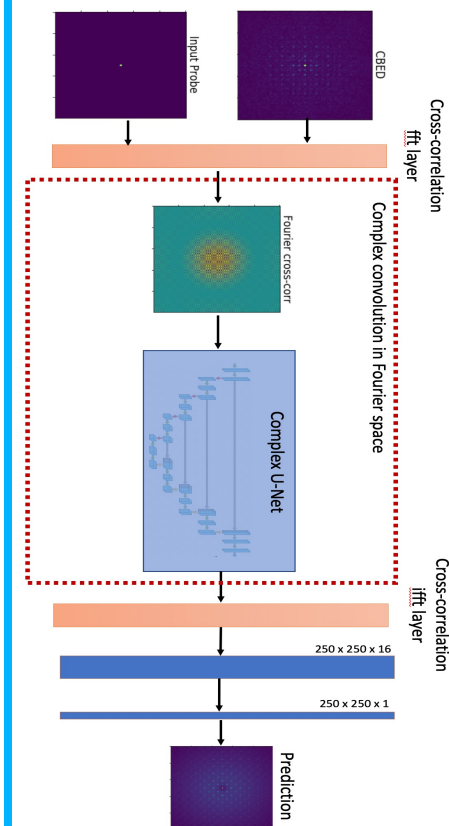 Input Probe
CBED
Cross-correlation
fft layer
Complex convolution in Fourier space
Fourier cross-corr
Complex U-Net
Cross-correlation
ifft layer
250 x 250 x 16
250 x 250 x 1
Prediction